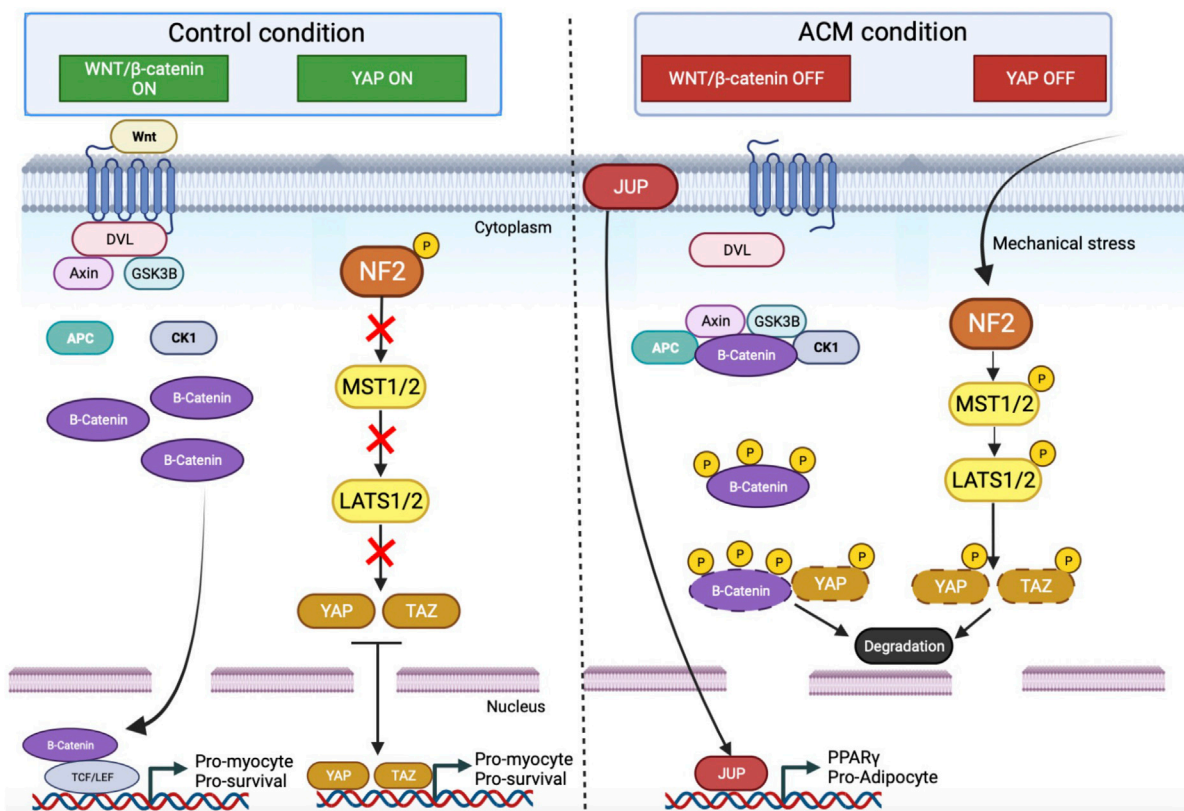 Control condition
WNT/β-catenin
ON
YAP ON
Wnt
DVL
Axin
GSK3B
APC
CK1
B-Catenin
B-Catenin
B-Catenin
Cytoplasm
P
NF2
MST1/2
LATS1/2
YAP
TAZ
Nucleus
B-Catenin
TCF/LEF
Pro-myocyte
Pro-survival
YAP
TAZ
Pro-myocyte
Pro-survival
ACM condition
WNT/β-catenin OFF
YAP OFF
JUP
DVL
Axin
GSK3B
APC
B-Catenin
CK1
P
P
P
B-Catenin
P
P
P
P
B-Catenin
YAP
Mechanical stress
NF2
P
MST1/2
P
LATS1/2
P
P
YAP
TAZ
Degradation
JUP
PPARγ
Pro-Adipocyte